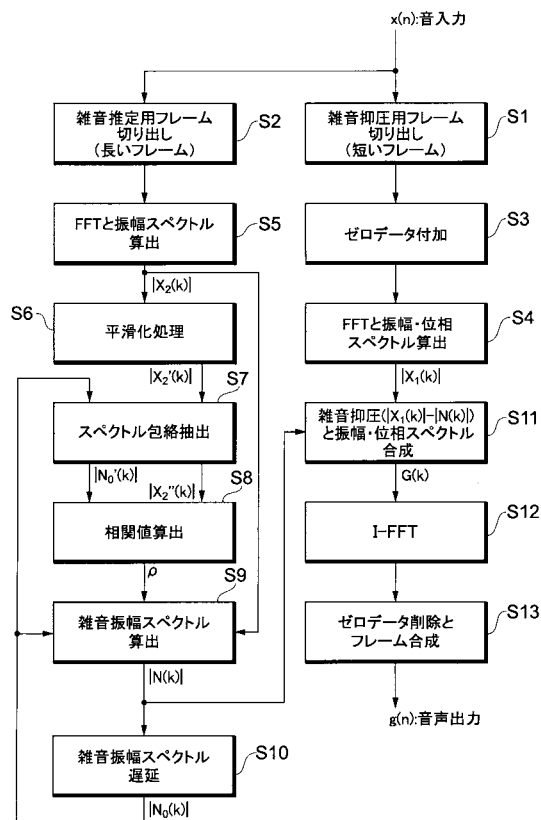 x(n):音入力
雑音推定用フレーム
切り出し
(長いフレーム)
S2
雑音抑圧用フレーム
切り出し
(短いフレーム)
S1
FFTと振幅スペクトル
算出
S5
ゼロデータ付加
S3
|X2(k)|
S6
平滑化処理
FFTと振幅・位相
スペクトル算出
S4
|X2'(k)|
S7
|X1(k)|
スペクトル包絡抽出
雑音抑圧(|X1(k)|−|N(k)|)
と振幅・位相スペクトル
合成
S11
|N0'(k)|
|X2''(k)|
S8
G(k)
相関値算出
I−FFT
S12
ρ
S9
雑音振幅スペクトル
算出
ゼロデータ削除と
フレーム合成
S13
|N(k)|
g(n):音声出力
雑音振幅スペクトル
遅延
S10
|N0(k)|